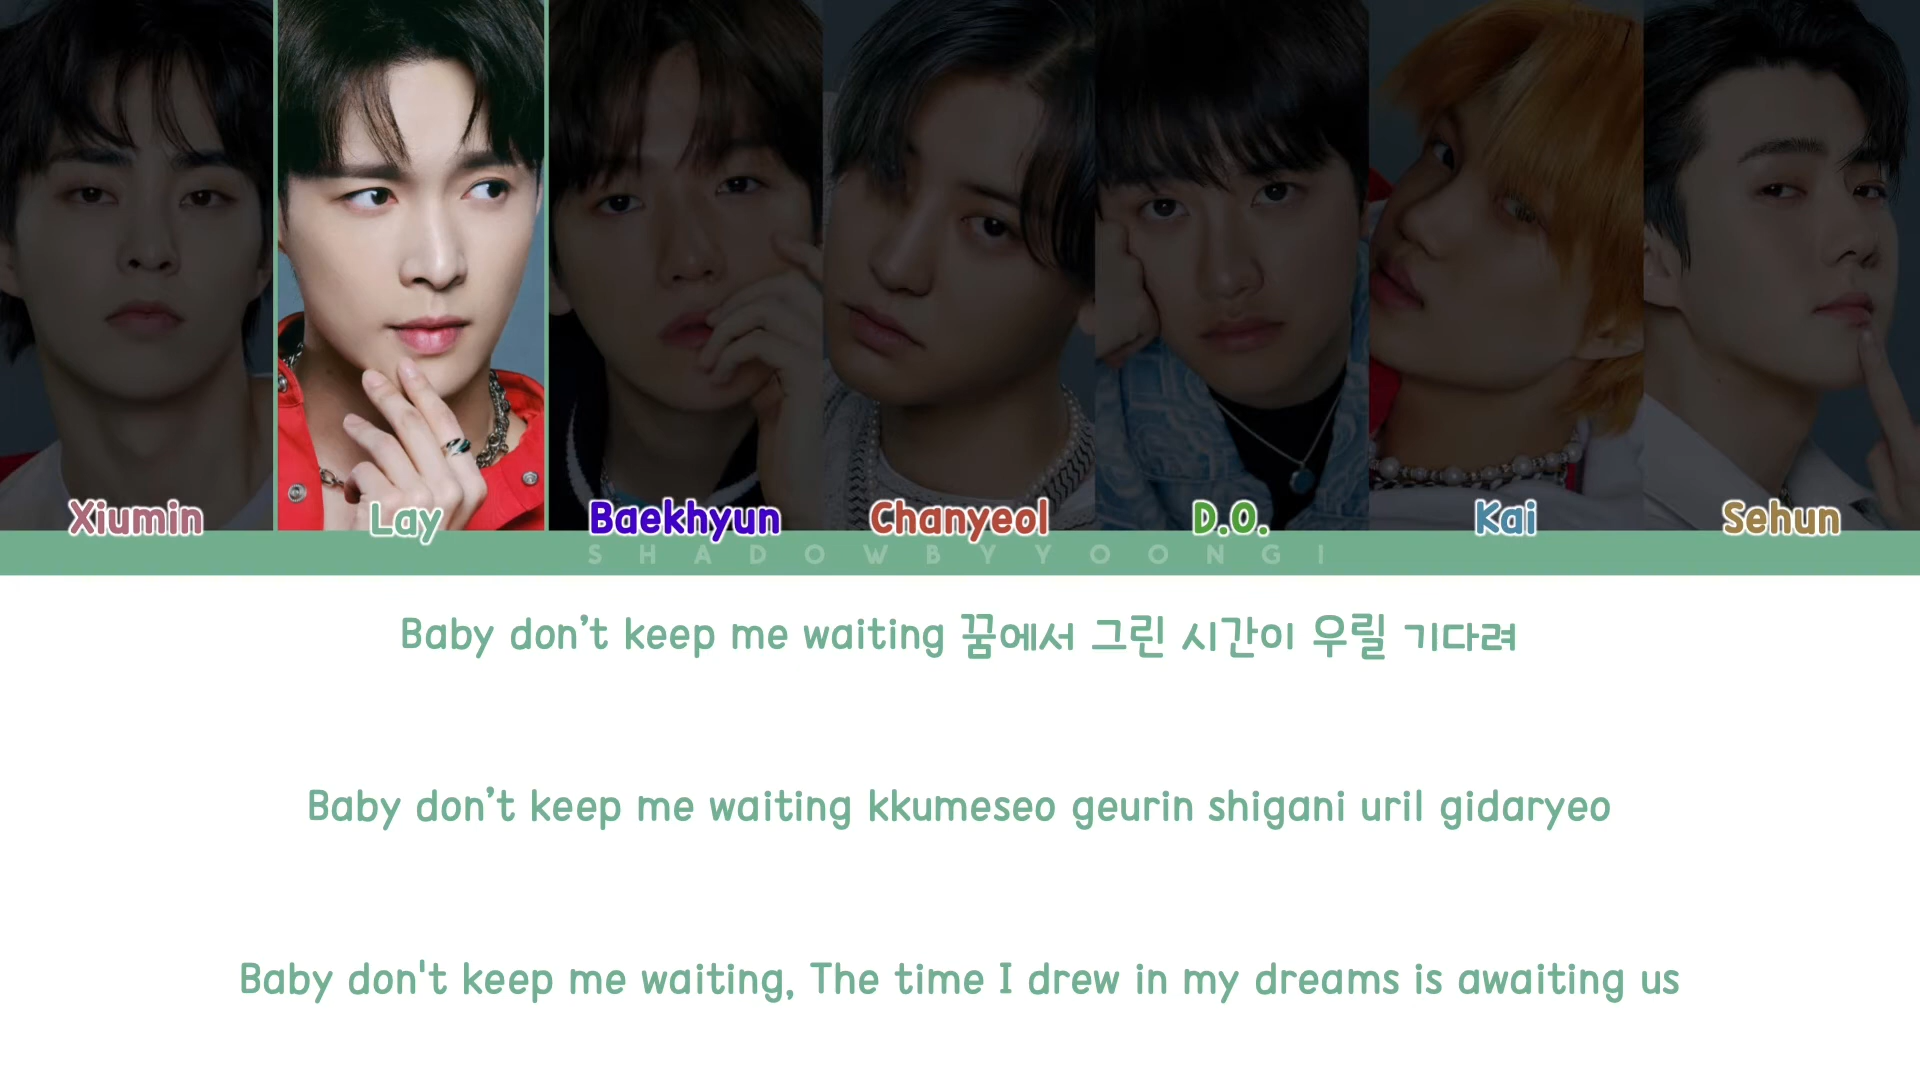 Xiumin Lay Baekhyun Chanyeol D.O. Kai Sehun
SHADOWBYYOONGI
Baby don’t keep me waiting 꿈에서 그린 시간이 우릴 기다려
Baby don’t keep me waiting kkumeseo geurin shigani uril gidaryeo
Baby don't keep me waiting, The time I drew in my dreams is awaiting us